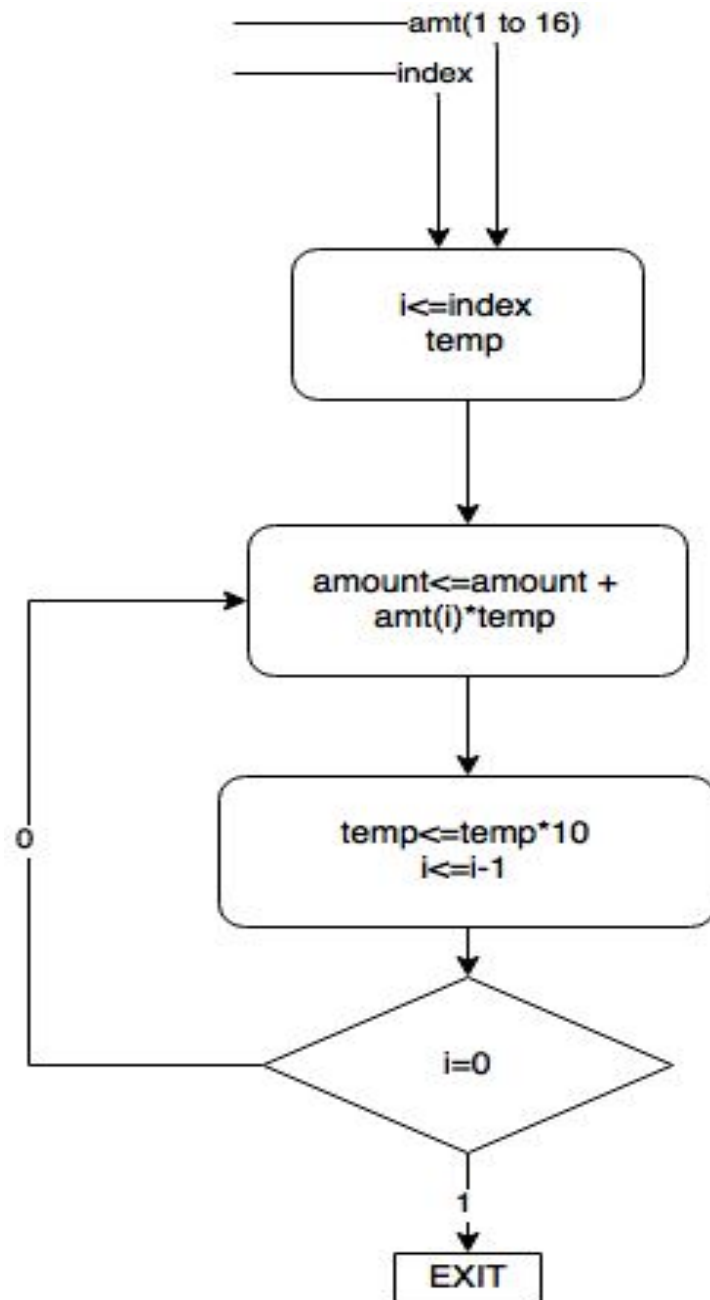 amt(1 to 16)
index
i<=index
temp
amount<=amount +
amt(i)*temp
temp<=temp*10
i<=i-1
0
i=0
1
EXIT